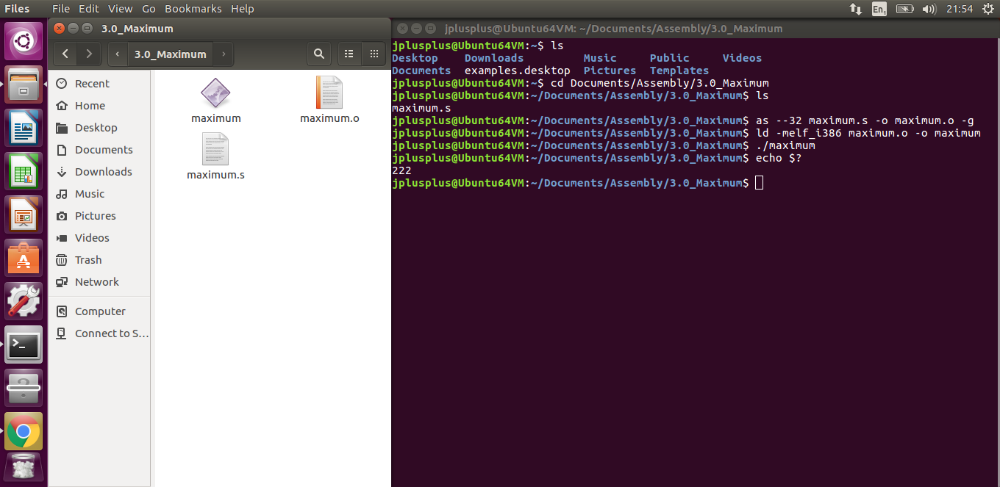 Files File Edit View Go Bookmarks Help En1 21:54
3.0_Maximum
3.0_Maximum
Recent
Home
Desktop
Documents
Downloads
Music
Pictures
Videos
Trash
Network
Computer
Connect to S...
maximum
maximum.o
maximum.s
jplusplus@Ubuntu64VM: ~/Documents/Assembly/3.0_Maximum
jplusplus@Ubuntu64VM:~$ ls
Desktop Downloads Music Public Videos
Documents examples.desktop Pictures Templates
jplusplus@Ubuntu64VM:~$ cd Documents/Assembly/3.0_Maximum
jplusplus@Ubuntu64VM:~/Documents/Assembly/3.0_Maximum$ ls
maximum.s
jplusplus@Ubuntu64VM:~/Documents/Assembly/3.0_Maximum$ as --32 maximum.s -o maximum.o -g
jplusplus@Ubuntu64VM:~/Documents/Assembly/3.0_Maximum$ ld -melf_i386 maximum.o -o maximum
jplusplus@Ubuntu64VM:~/Documents/Assembly/3.0_Maximum$ ./maximum
jplusplus@Ubuntu64VM:~/Documents/Assembly/3.0_Maximum$ echo $?
222
jplusplus@Ubuntu64VM:~/Documents/Assembly/3.0_Maximum$